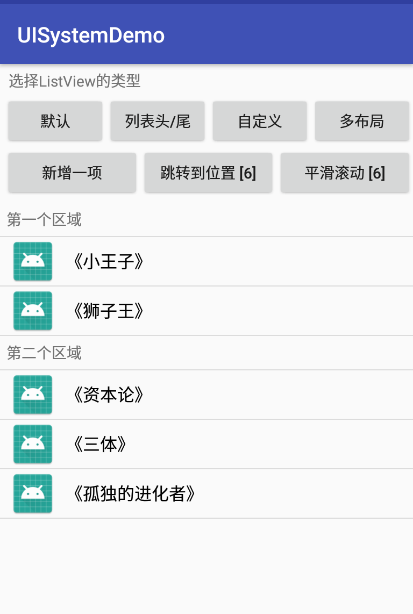 UISystemDemo
选择ListView的类型
默认 列表头/尾 自定义 多布局
新增一项 跳转到位置 [6] 平滑滚动 [6]
第一个区域
《小王子》
《狮子王》
第二个区域
《资本论》
《三体》
《孤独的进化者》